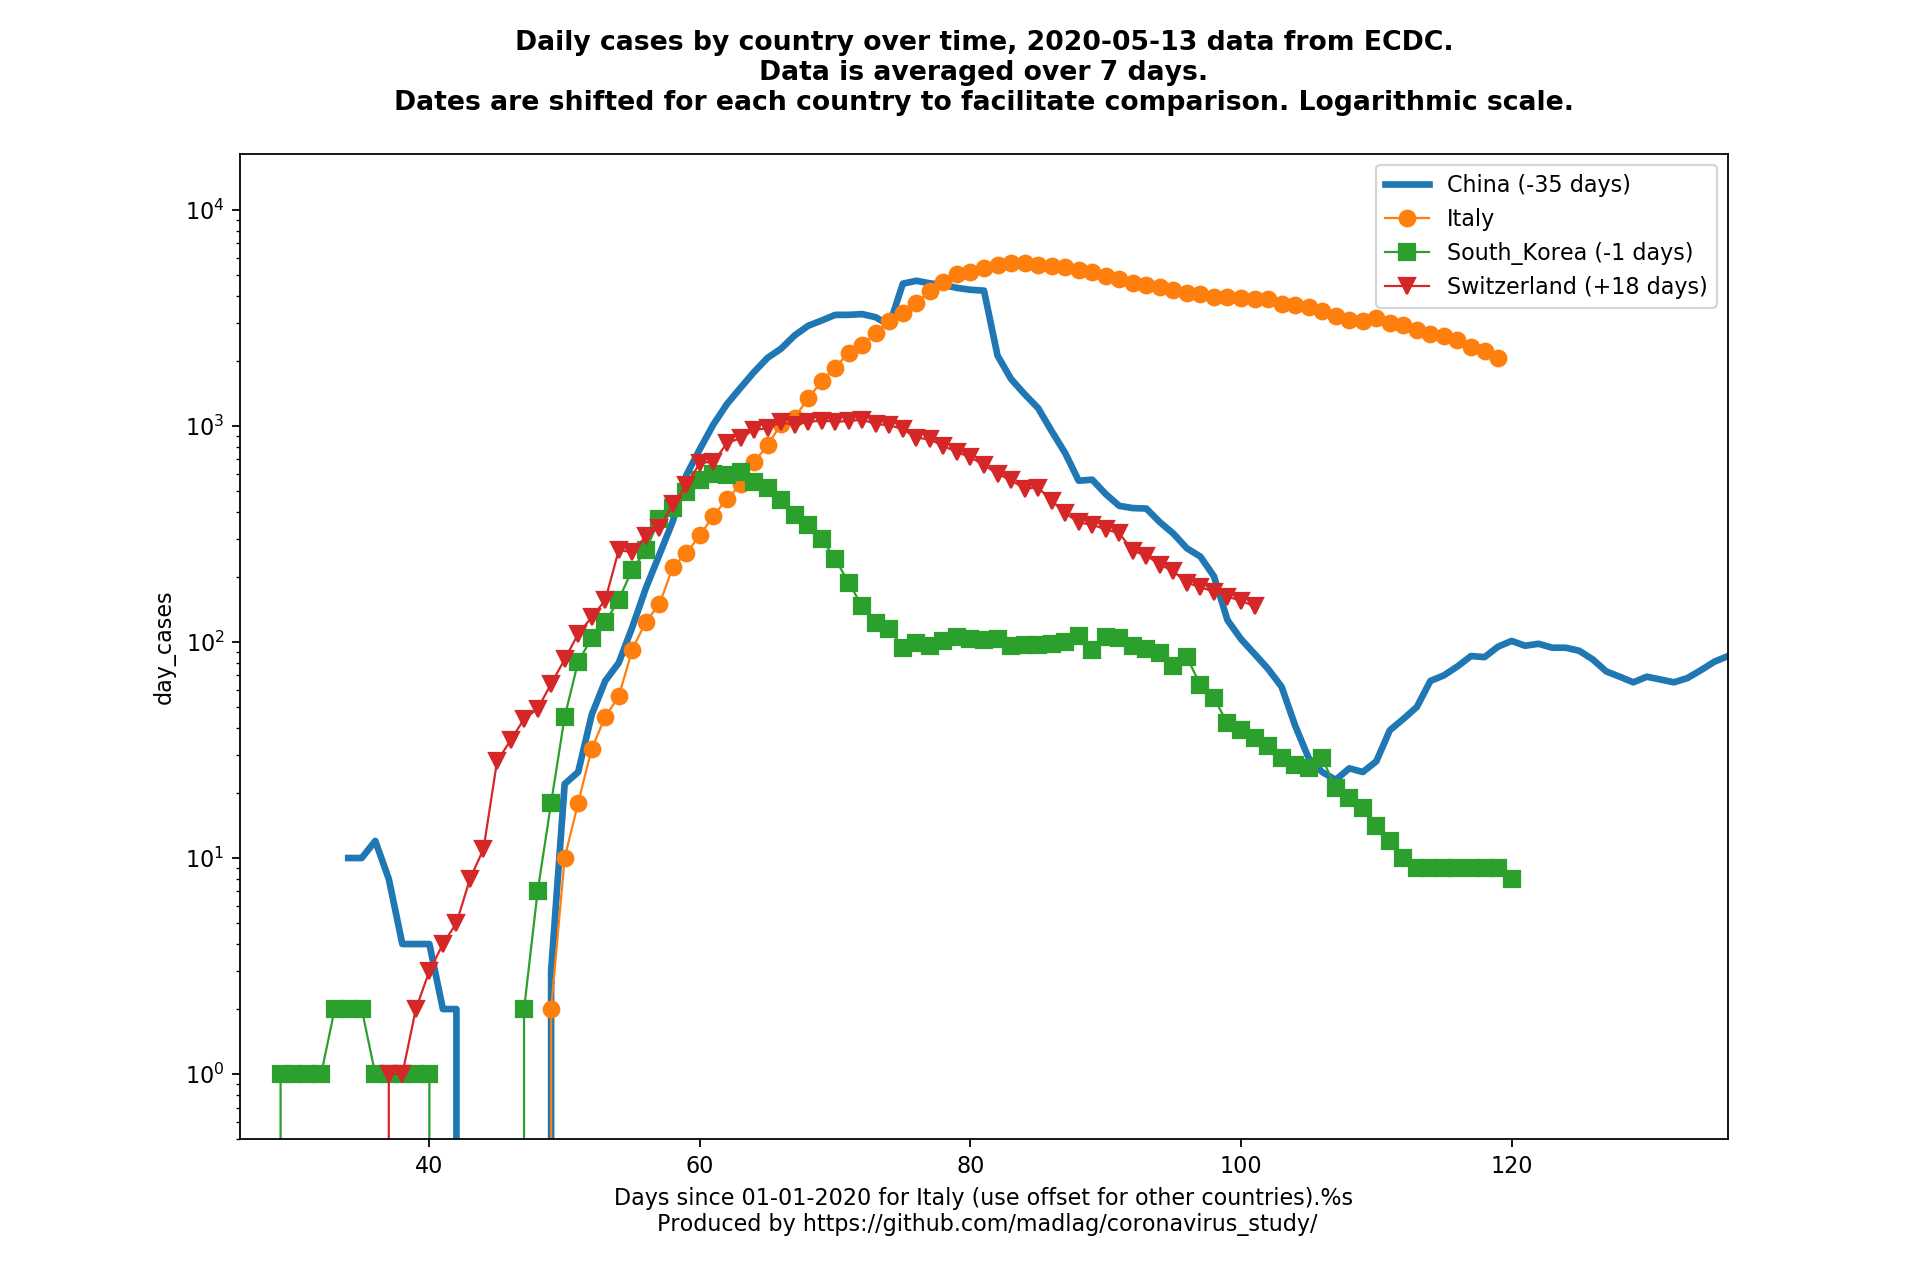 Daily cases by country over time, 2020-05-13 data from ECDC.
Data is averaged over 7 days.
Dates are shifted for each country to facilitate comparison. Logarithmic scale.
China (-35 days)
Italy
South_Korea (-1 days)
Switzerland (+18 days)
day_cases
10⁴
10³
10²
10¹
10⁰
40 60 80 100 120
Days since 01-01-2020 for Italy (use offset for other countries).%s
Produced by https://github.com/madlag/coronavirus_study/